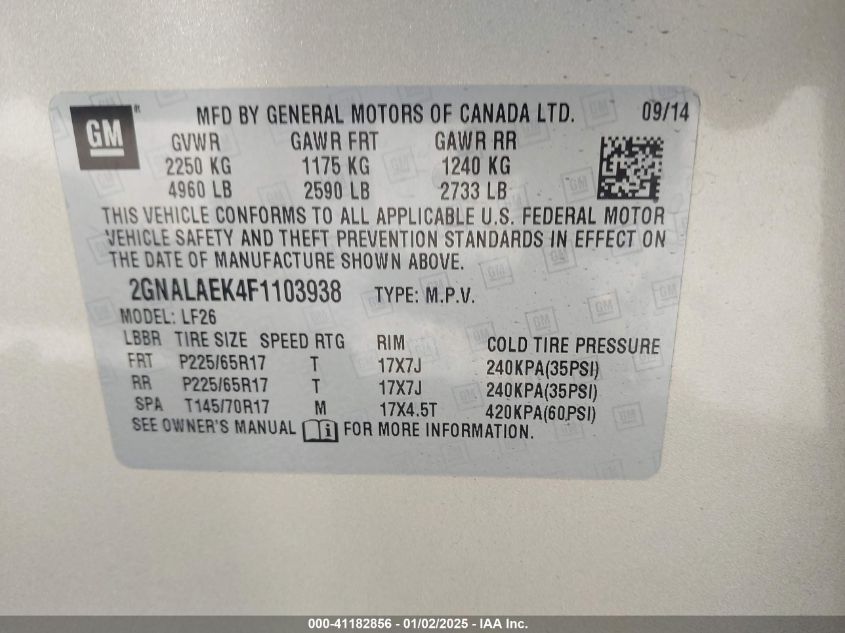 GM
MFD BY GENERAL MOTORS OF CANADA LTD. 09/14
GVWR GAWR FRT GAWR RR
2250 KG 1175 KG 1240 KG
4960 LB 2590 LB 2733 LB
THIS VEHICLE CONFORMS TO ALL APPLICABLE U.S. FEDERAL MOTOR
VEHICLE SAFETY AND THEFT PREVENTION STANDARDS IN EFFECT ON
THE DATE OF MANUFACTURE SHOWN ABOVE.
2GNALAEK4F1103938 TYPE: M.P.V.
MODEL: LF26
LBBR TIRE SIZE SPEED RTG RIM COLD TIRE PRESSURE
FRT P225/65R17 T 17X7J 240KPA(35PSI)
RR P225/65R17 T 17X7J 240KPA(35PSI)
SPA T145/70R17 M 17X4.5T 420KPA(60PSI)
SEE OWNER'S MANUAL i FOR MORE INFORMATION.
000-41182856 - 01/02/2025 - IAA Inc.